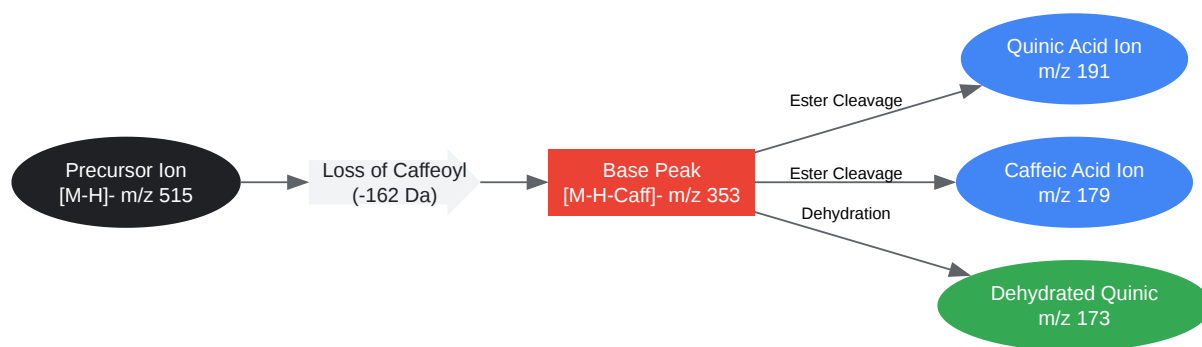 Precursor Ion
[M-H]- m/z 515
Loss of Caffeoyl
(-162 Da)
Base Peak
[M-H-Caff]- m/z 353
Ester Cleavage
Quinic Acid Ion
m/z 191
Ester Cleavage
Caffeic Acid Ion
m/z 179
Dehydration
Dehydrated Quinic
m/z 173